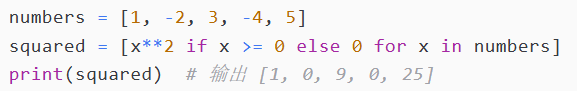 numbers = [1, -2, 3, -4, 5]
squared = [x**2 if x >= 0 else 0 for x in numbers]
print(squared)  # 输出 [1, 0, 9, 0, 25]